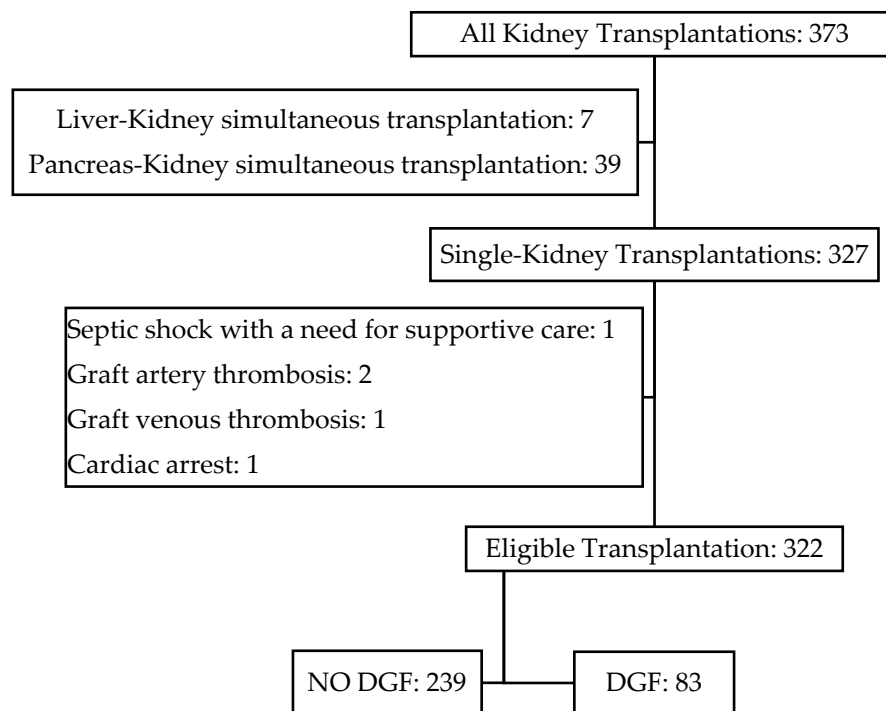 All Kidney Transplantations: 373
Liver-Kidney simultaneous transplantation: 7
Pancreas-Kidney simultaneous transplantation: 39
Single-Kidney Transplantations: 327
Septic shock with a need for supportive care: 1
Graft artery thrombosis: 2
Graft venous thrombosis: 1
Cardiac arrest: 1
Eligible Transplantation: 322
NO DGF: 239
DGF: 83